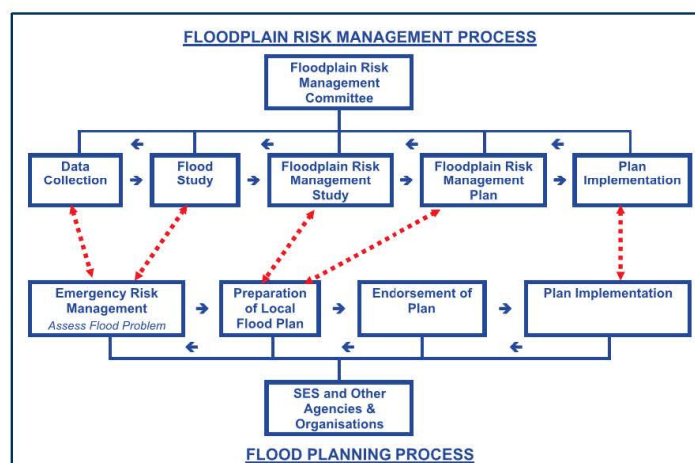 FLOODPLAIN RISK MANAGEMENT PROCESS
Floodplain Risk
Management
Committee
Data
Collection
Flood
Study
Floodplain Risk
Management
Study
Floodplain Risk
Management
Plan
Plan
Implementation
Emergency Risk
Management
Assess Flood Problem
Preparation
of Local
Flood Plan
Endorsement of
Plan
Plan Implementation
SES and Other
Agencies &
Organisations
FLOOD PLANNING PROCESS